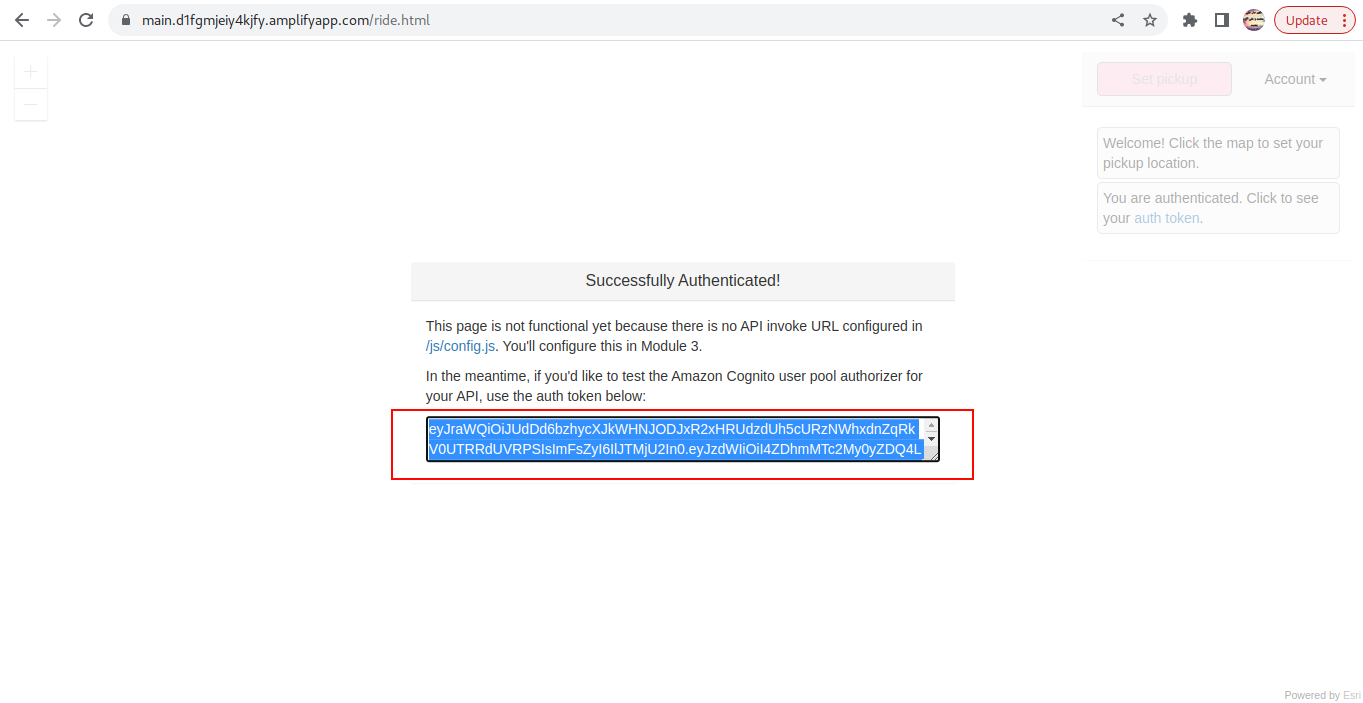 main.d1fgmjeiy4kjfy.amplifyapp.com/ride.html
Update
+
−
Set pickup
Account
Welcome! Click the map to set your
pickup location.
You are authenticated. Click to see
your auth token.
Successfully Authenticated!
This page is not functional yet because there is no API invoke URL configured in
/js/config.js. You'll configure this in Module 3.
In the meantime, if you'd like to test the Amazon Cognito user pool authorizer for
your API, use the auth token below:
eyJraWQiOiJUdDd6bzhycXJkWHNJODJxR2xHRUdzdUh5cURzNWhxdnZqRk
V0UTRRdUVRPSIsImFsZyI6IlJTMjU2In0.eyJzdWIiOiI4ZDhmMTc2My0yZDQ4L
Powered by Esri